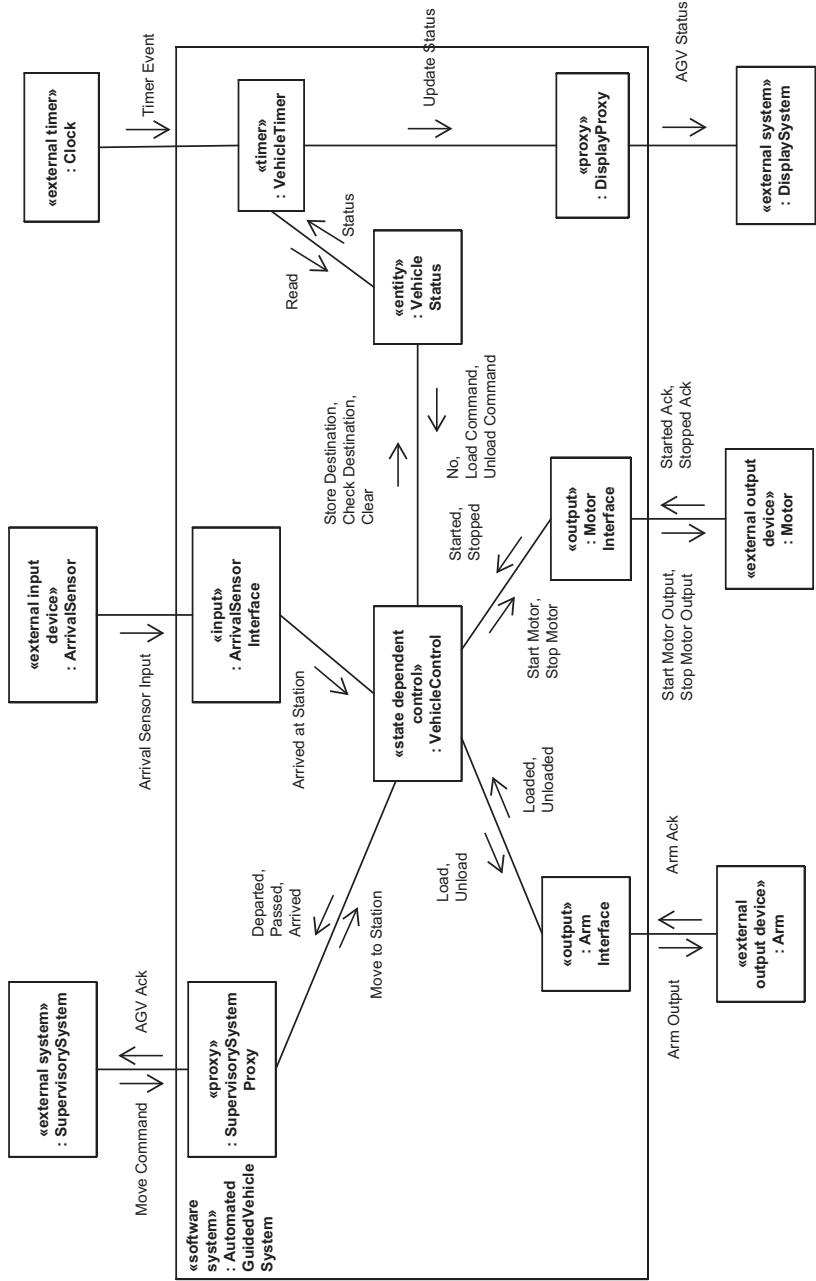 «external timer»
: Clock
Timer Event
«timer»
: VehicleTimer
Update Status
«proxy»
: DisplayProxy
AGV Status
«external system»
: DisplaySystem
Read
Status
«entity»
: Vehicle
Status
Store Destination,
Check Destination,
Clear
No,
Load Command,
Unload Command
«external input
device»
: ArrivalSensor
Arrival Sensor Input
«input»
: ArrivalSensor
Interface
Arrived at Station
«state dependent
control»
: VehicleControl
Started,
Stopped
Start Motor,
Stop Motor
«output»
: Motor
Interface
Started Ack,
Stopped Ack
Start Motor Output,
Stop Motor Output
«external output
device»
: Motor
«external system»
: SupervisorySystem
AGV Ack
Move Command
«proxy»
: SupervisorySystem
Proxy
Departed,
Passed,
Arrived
Move to Station
Load,
Unload
Loaded,
Unloaded
«output»
: Arm
Interface
Arm Ack
Arm Output
«external
output device»
: Arm
«software
system»
: Automated
GuidedVehicle
System